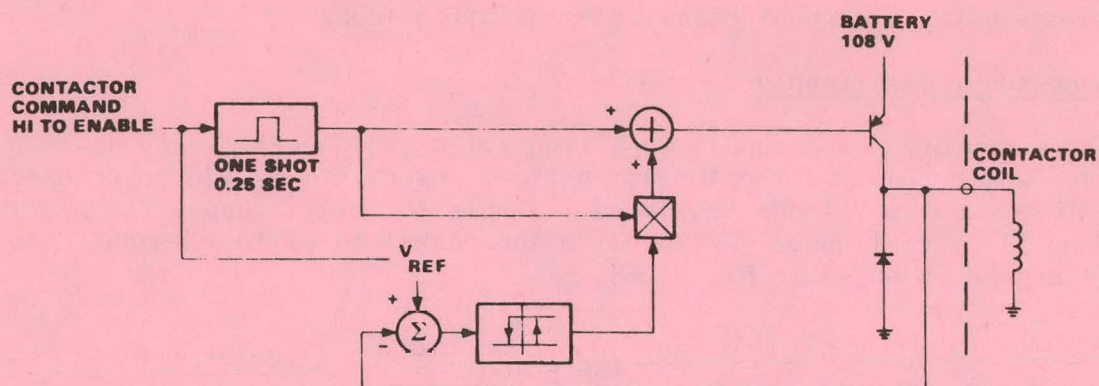 BATTERY
108 V
CONTACTOR
COMMAND
HI TO ENABLE
ONE SHOT
0.25 SEC
+
+
+
CONTACTOR
COIL
V REF
+
-
Σ